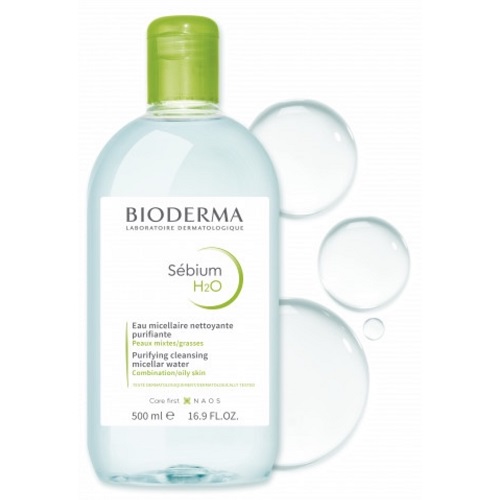 BIODERMA
LABORATOIRE DERMATOLOGIQUE
Sébium
H2O
Eau micellaire nettoyante
purifiante
Peaux mixtes/grasses
Purifying cleansing
micellar water
Combination/oily skin
Care first NAOS
500 ml ℮ 16.9 FL.OZ.